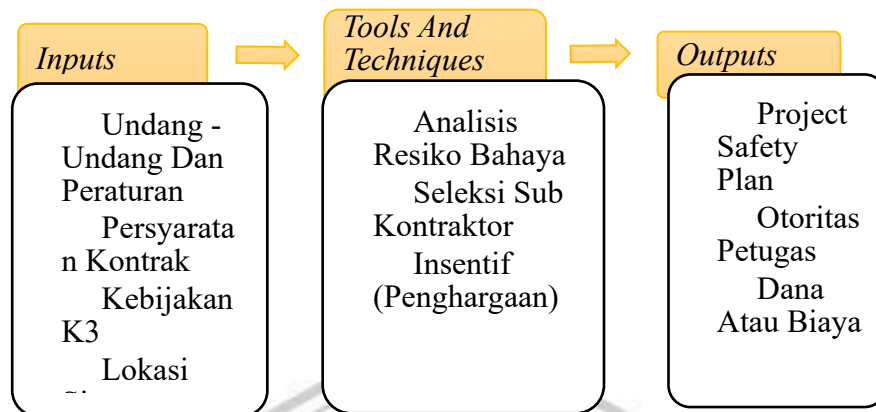 Inputs
Undang -
Undang Dan
Peraturan
Persyarata
n Kontrak
Kebijakan
K3
Lokasi
Tools And
Techniques
Analisis
Resiko Bahaya
Seleksi Sub
Kontraktor
Insentif
(Penghargaan)
Outputs
Project
Safety
Plan
Otoritas
Petugas
Dana
Atau Biaya